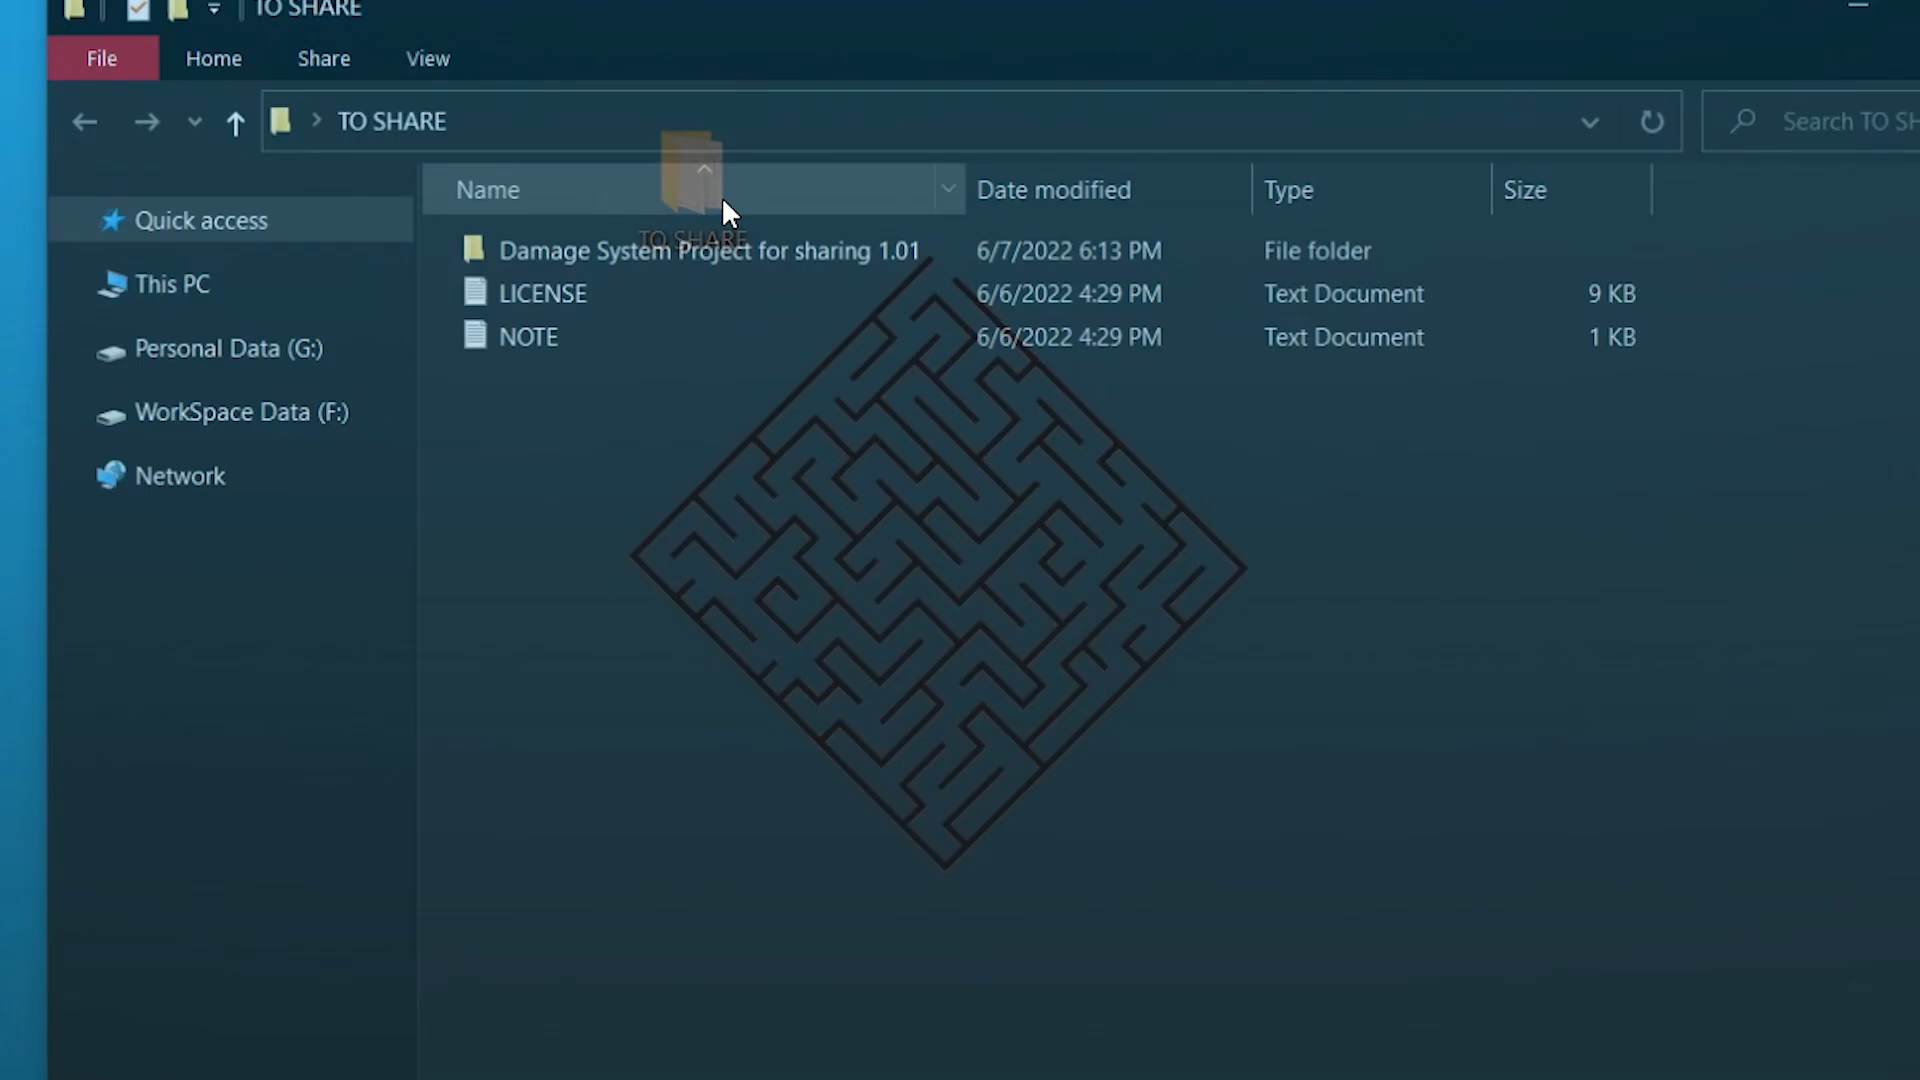 TO SHARE
File Home Share View
TO SHARE Search TO SH
Name Date modified Type Size
TO SHARE
Quick access
Damage System Project for sharing 1.01 6/7/2022 6:13 PM File folder
This PC
LICENSE 6/6/2022 4:29 PM Text Document 9 KB
NOTE 6/6/2022 4:29 PM Text Document 1 KB
Personal Data (G:)
WorkSpace Data (F:)
Network